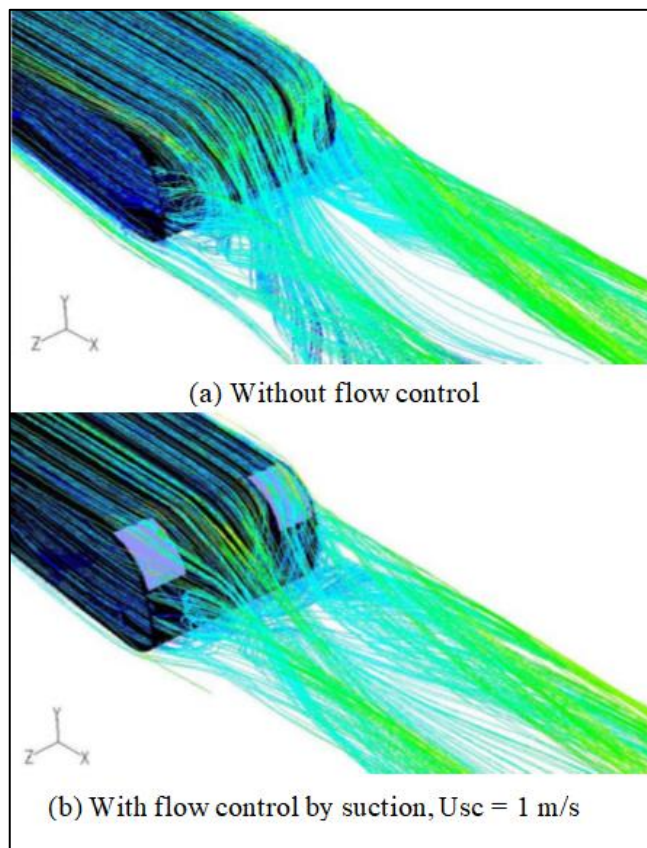 Y
Z X
(a) Without flow control
Y
Z X
(b) With flow control by suction, Usc = 1 m/s